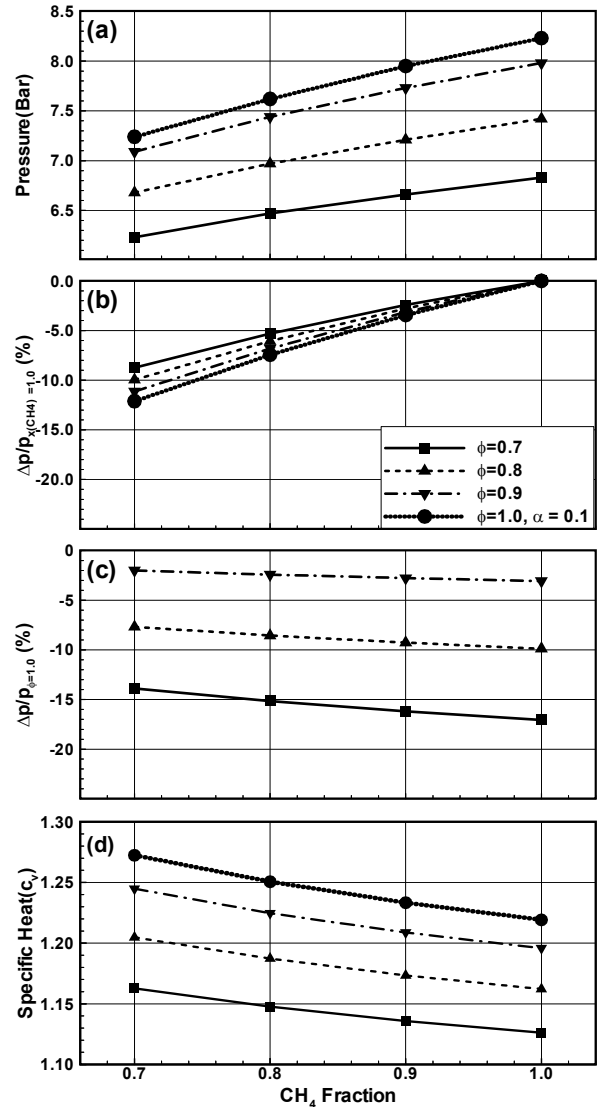 (a)
8.5
8.0
7.5
7.0
6.5
Pressure(Bar)
(b)
0.0
-5.0
-10.0
-15.0
-20.0
Δp/p x(CH4) =1.0 (%)
ϕ=0.7
ϕ=0.8
ϕ=0.9
ϕ=1.0, α = 0.1
(c)
0
-5
-10
-15
-20
Δp/p ϕ=1.0 (%)
(d)
1.30
1.25
1.20
1.15
1.10
Specific Heat(cᵥ)
0.7 0.8 0.9 1.0
CH₄ Fraction